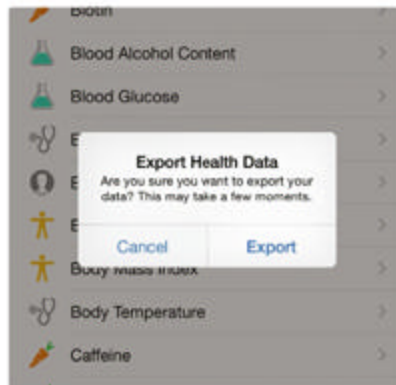 Biotin
Blood Alcohol Content
Blood Glucose
Export Health Data
Are you sure you want to export your
data? This may take a few moments.
Cancel Export
Body Mass Index
Body Temperature
Caffeine